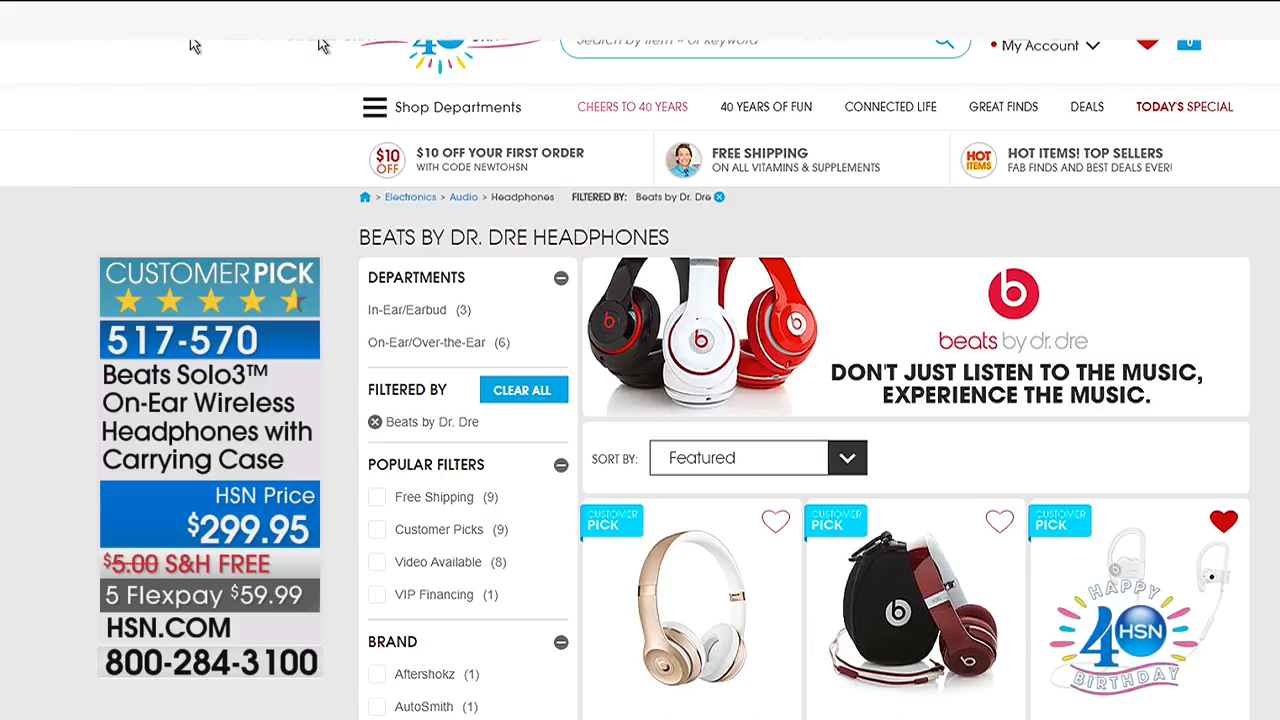 40
Search by item # or keyword
My Account
0
Shop Departments
CHEERS TO 40 YEARS
40 YEARS OF FUN
CONNECTED LIFE
GREAT FINDS
DEALS
TODAY'S SPECIAL
$10 OFF
$10 OFF YOUR FIRST ORDER
WITH CODE NEWTOHSN
FREE SHIPPING
ON ALL VITAMINS & SUPPLEMENTS
HOT ITEMS
HOT ITEMS! TOP SELLERS
FAB FINDS AND BEST DEALS EVER!
> Electronics > Audio > Headphones FILTERED BY: Beats by Dr. Dre
BEATS BY DR. DRE HEADPHONES
CUSTOMER PICK
517-570
Beats Solo3™
On-Ear Wireless
Headphones with
Carrying Case
HSN Price
$299.95
$5.00 S&H FREE
5 Flexpay $59.99
HSN.COM
800-284-3100
DEPARTMENTS
In-Ear/Earbud (3)
On-Ear/Over-the-Ear (6)
FILTERED BY
CLEAR ALL
Beats by Dr. Dre
POPULAR FILTERS
Free Shipping (9)
Customer Picks (9)
Video Available (8)
VIP Financing (1)
BRAND
Aftershokz (1)
AutoSmith (1)
beats by dr. dre
DON'T JUST LISTEN TO THE MUSIC,
EXPERIENCE THE MUSIC.
SORT BY:
Featured
CUSTOMER
PICK
CUSTOMER
PICK
CUSTOMER
PICK
HAPPY
40 HSN
BIRTHDAY